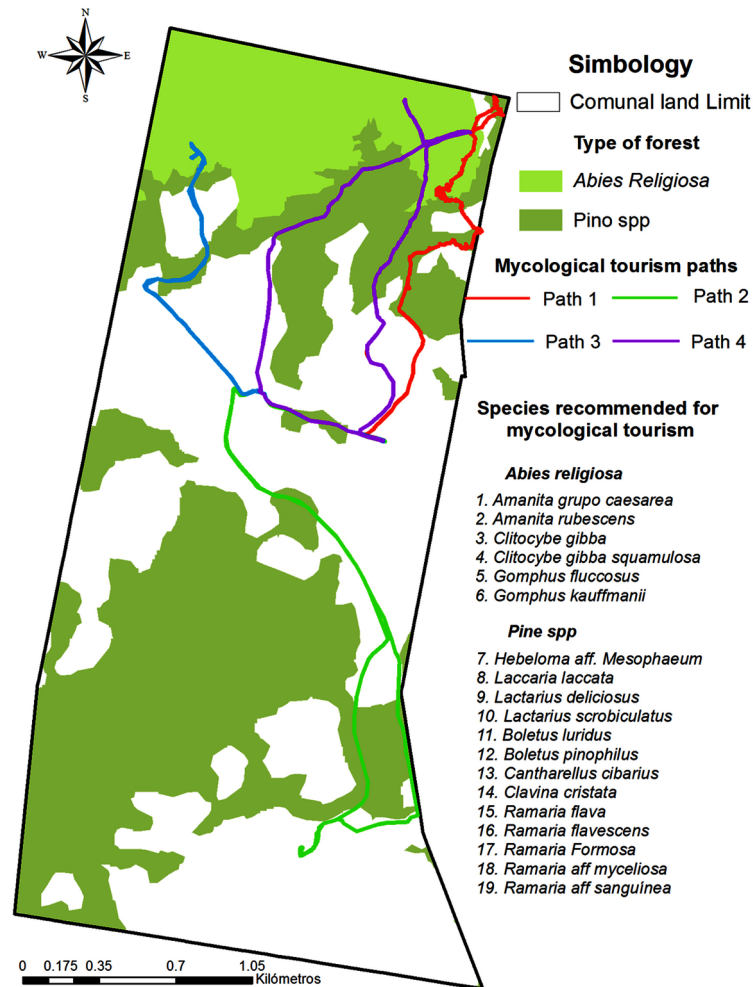 N
W E
S
Simbology
Comunal land Limit
Type of forest
Abies Religiosa
Pino spp
Mycological tourism paths
Path 1 Path 2
Path 3 Path 4
Species recommended for
mycological tourism
Abies religiosa
1. Amanita grupo caesarea
2. Amanita rubescens
3. Clitocybe gibba
4. Clitocybe gibba squamulosa
5. Gomphus fluccosus
6. Gomphus kauffmanii
Pine spp
7. Hebeloma aff. Mesophaeum
8. Laccaria laccata
9. Lactarius deliciosus
10. Lactarius scrobiculatus
11. Boletus luridus
12. Boletus pinophilus
13. Cantharellus cibarius
14. Clavina cristata
15. Ramaria flava
16. Ramaria flavescens
17. Ramaria Formosa
18. Ramaria aff myceliosa
19. Ramaria aff sanguínea
0 0.175 0.35 0.7 1.05
Kilómetros